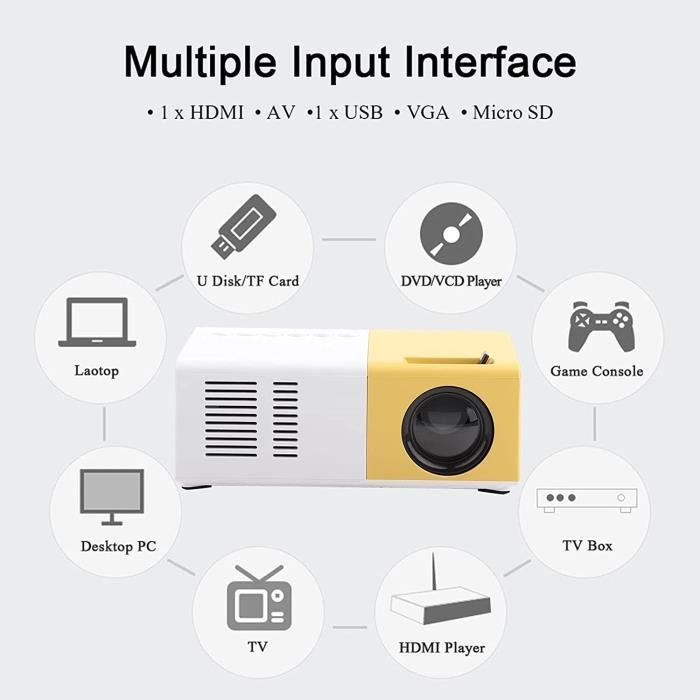 Multiple Input Interface
• 1 x HDMI • AV •1 x USB • VGA • Micro SD
U Disk/TF Card
DVD/VCD Player
Laotop
Game Console
Desktop PC
TV Box
TV
HDMI Player